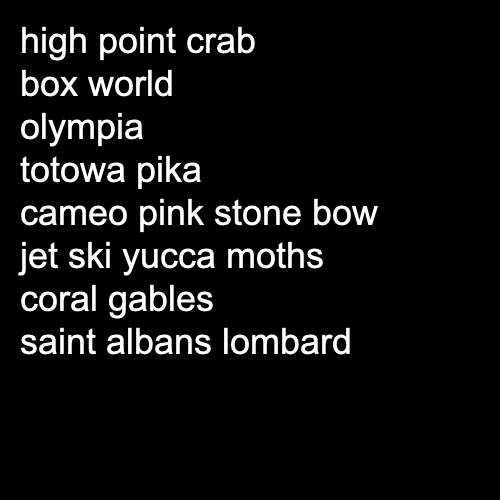 high point crab
box world
olympia
totowa pika
cameo pink stone bow
jet ski yucca moths
coral gables
saint albans lombard